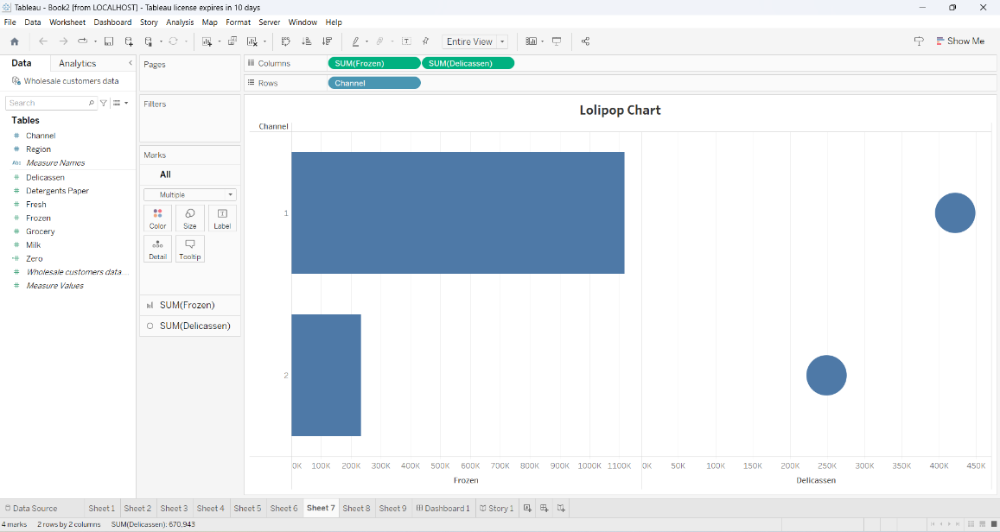 Tableau - Book2 [from LOCALHOST] - Tableau license expires in 10 days
File Data Worksheet Dashboard Story Analysis Map Format Server Window Help
Entire View
Show Me
Data Analytics
Wholesale customers data
Search
Tables
Channel
Region
Abc Measure Names
Delicassen
Detergents Paper
Fresh
Frozen
Grocery
Milk
Zero
Wholesale customers data....
Measure Values
Pages
Filters
Marks
All
Multiple
Color Size Label
Detail Tooltip
SUM(Frozen)
SUM(Delicassen)
Columns SUM(Frozen) SUM(Delicassen)
Rows Channel
Lolipop Chart
Channel
1
2
0K 100K 200K 300K 400K 500K 600K 700K 800K 900K 1000K 1100K 0K 50K 100K 150K 200K 250K 300K 350K 400K 450K
Frozen Delicassen
Data Source Sheet 1 Sheet 2 Sheet 3 Sheet 4 Sheet 5 Sheet 6 Sheet 7 Sheet 8 Sheet 9 Dashboard 1 Story 1
4 marks 2 rows by 2 columns SUM(Delicassen): 670,943